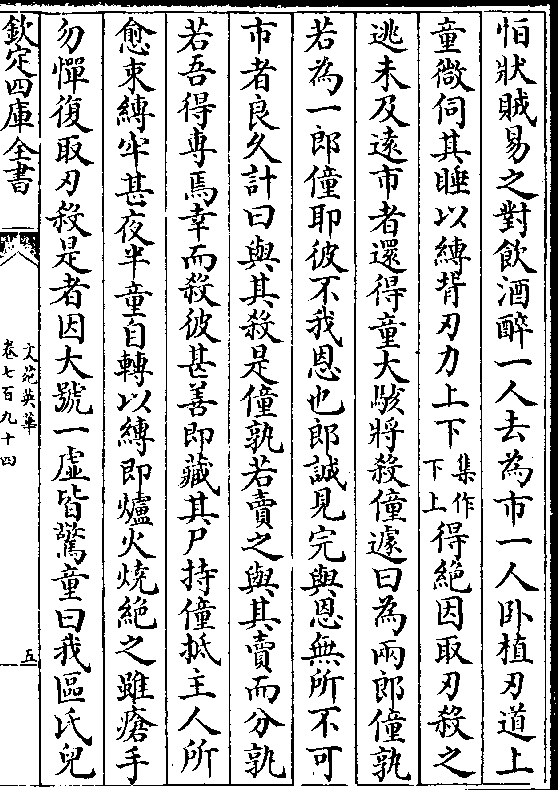 怕狀賊易之對飲酒醉一人去為市一人卧植刄道上
童微伺其睡以縛背刄力上下集作下上得絶因取刄殺之
逃未及遠市者還得童大駭將殺僮遽曰為兩郎僮孰
若為一郎僮耶彼不我恩也郎誠見完與恩無所不可
市者良久計曰與其殺是僮孰若賣之與其賣而分孰
若吾得専焉幸而殺彼甚善即藏其尸持僮抵主人所
愈束縛牢甚夜半童自轉以縛即爐火燒絶之雖瘡手
勿憚復取刄殺是者因大號一虚皆驚童曰我區氏兒
欽定四庫全書
文苑英華
卷七百九十四
五